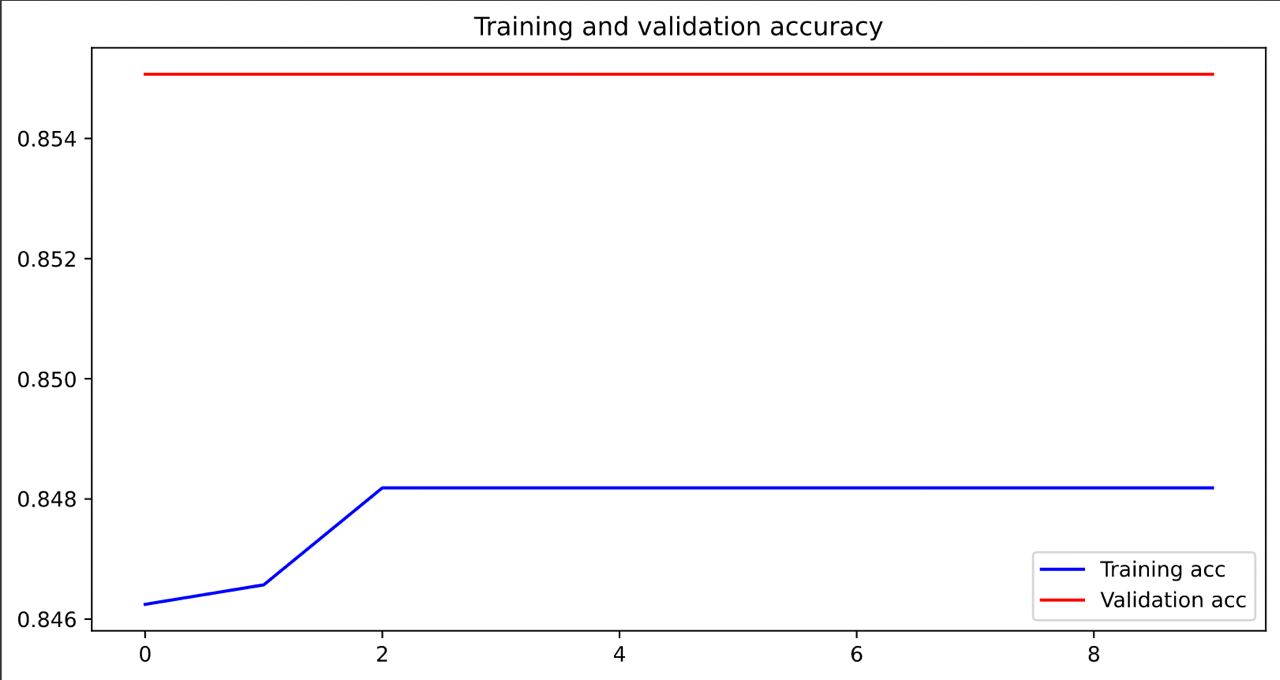 Training and validation accuracy
0.854
0.852
0.850
0.848
0.846
0 2 4 6 8
Training acc
Validation acc